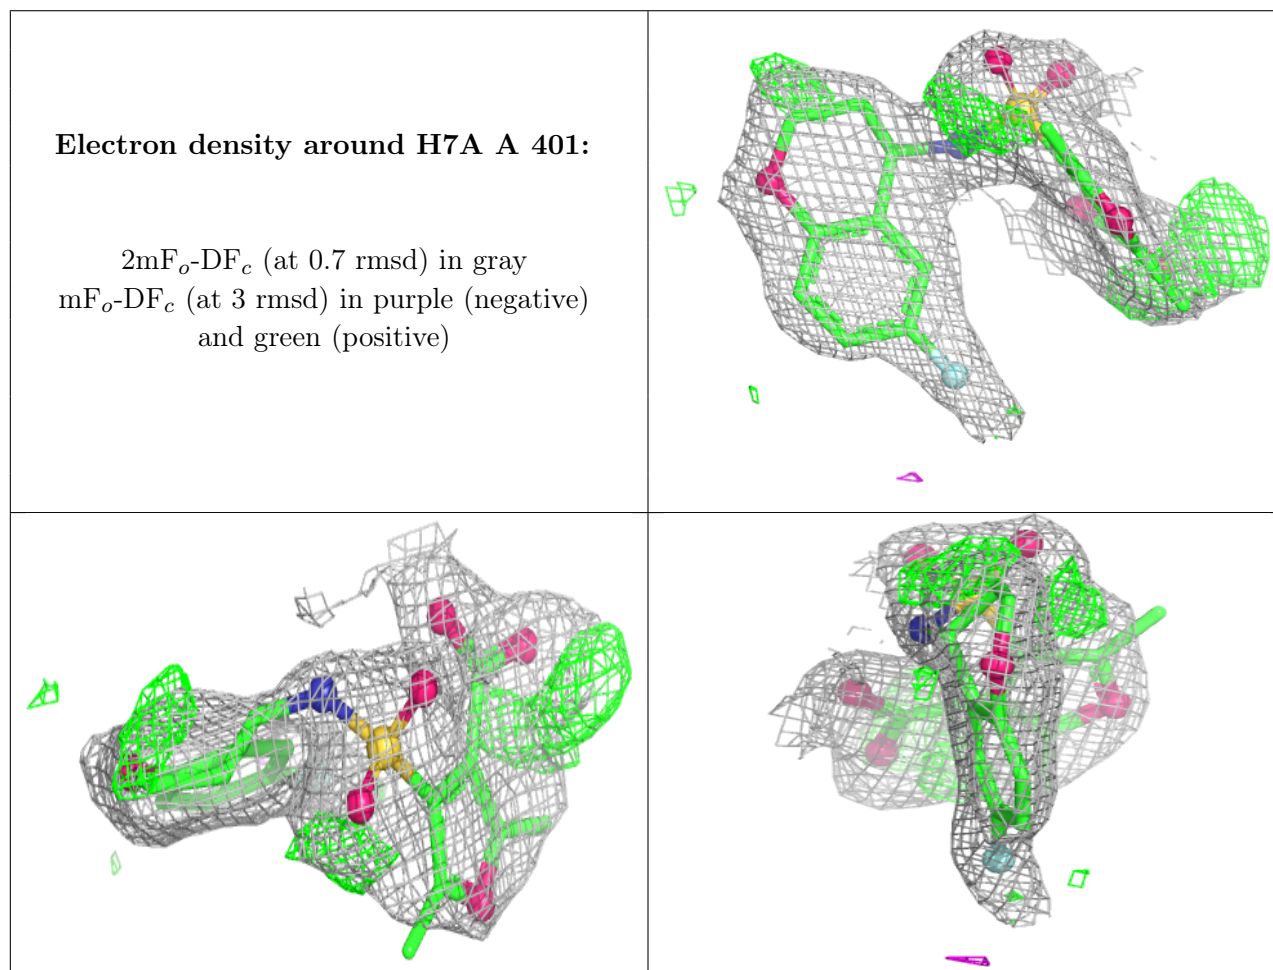 Electron density around H7A A 401:
2mFₒ-DF𝒸 (at 0.7 rmsd) in gray
mFₒ-DF𝒸 (at 3 rmsd) in purple (negative)
and green (positive)